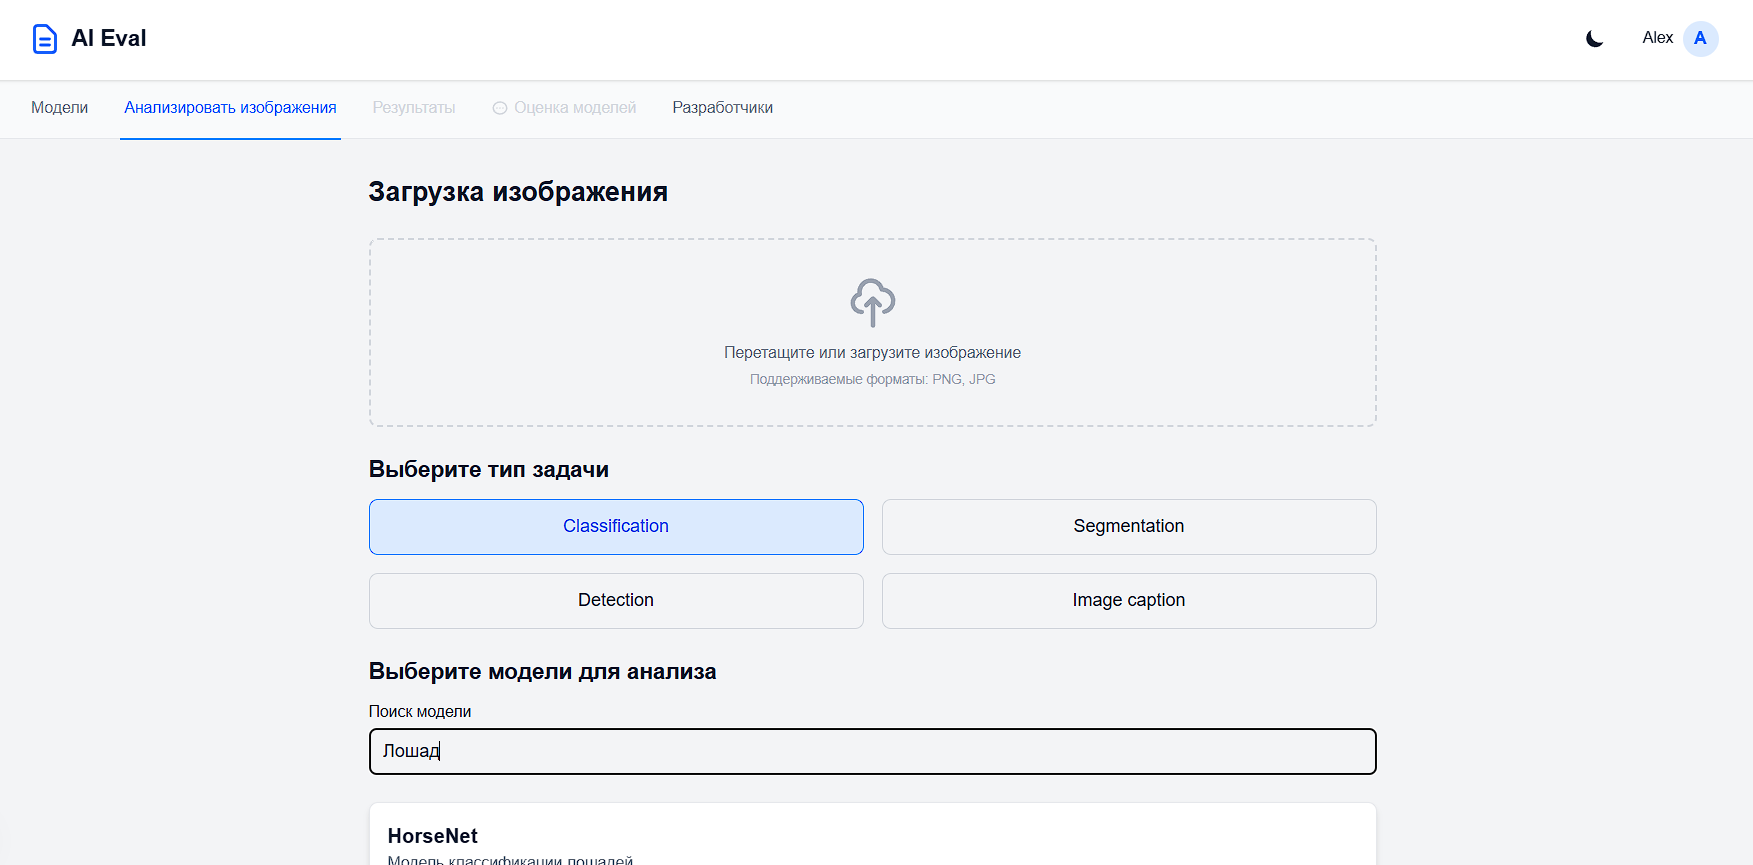 AI Eval
Alex A
Модели Анализировать изображения Результаты Оценка моделей Разработчики
Загрузка изображения
Перетащите или загрузите изображение
Поддерживаемые форматы: PNG, JPG
Выберите тип задачи
Classification Segmentation
Detection Image caption
Выберите модели для анализа
Поиск модели
Лошад
HorseNet
Модель классификации лошадей